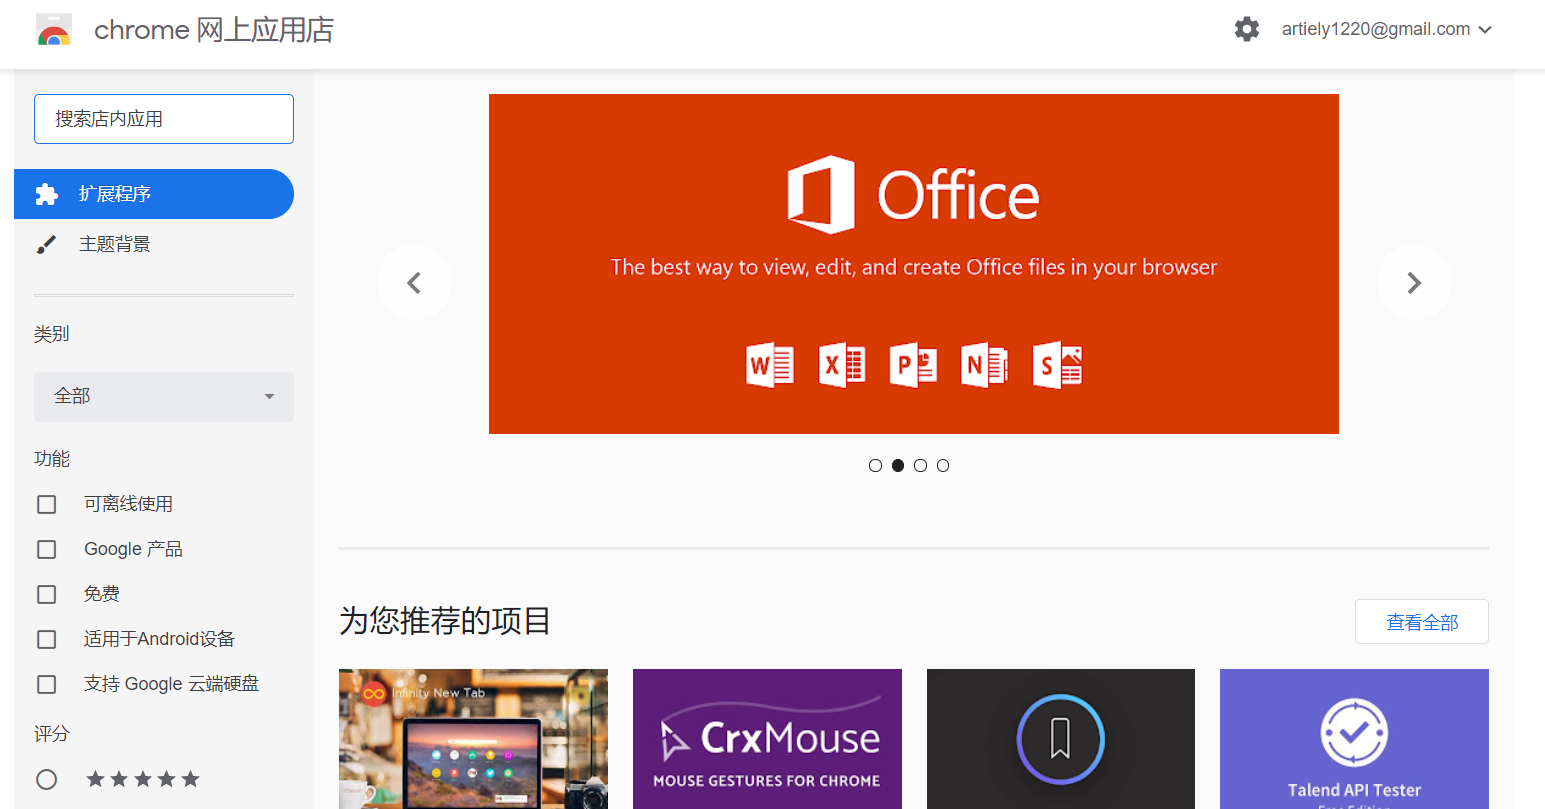 chrome 网上应用店
artiely1220@gmail.com
搜索店内应用
扩展程序
主题背景
类别
全部
功能
可离线使用
Google 产品
免费
适用于Android设备
支持 Google 云端硬盘
评分
Office
The best way to view, edit, and create Office files in your browser
W X P N S
为您推荐的项目
查看全部
Infinity New Tab
CrxMouse
MOUSE GESTURES FOR CHROME
Talend API Tester
Free Edition